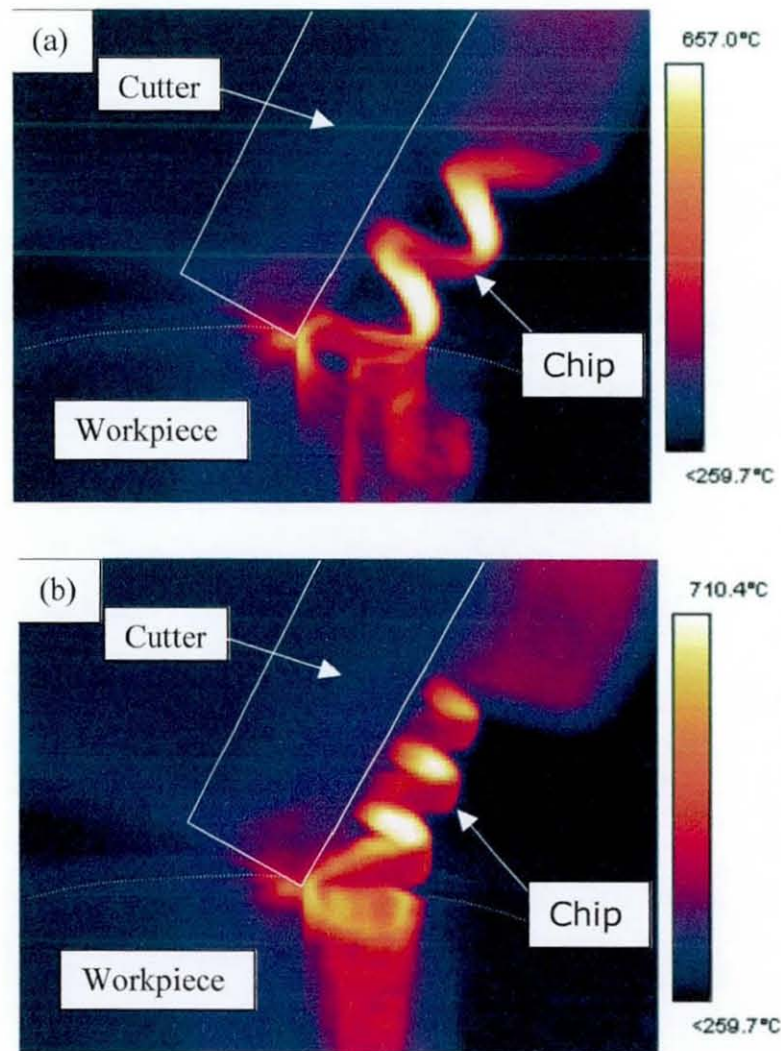 (a)
657.0°C
Cutter
Chip
Workpiece
<259.7°C
(b)
710.4°C
Cutter
Chip
Workpiece
<259.7°C